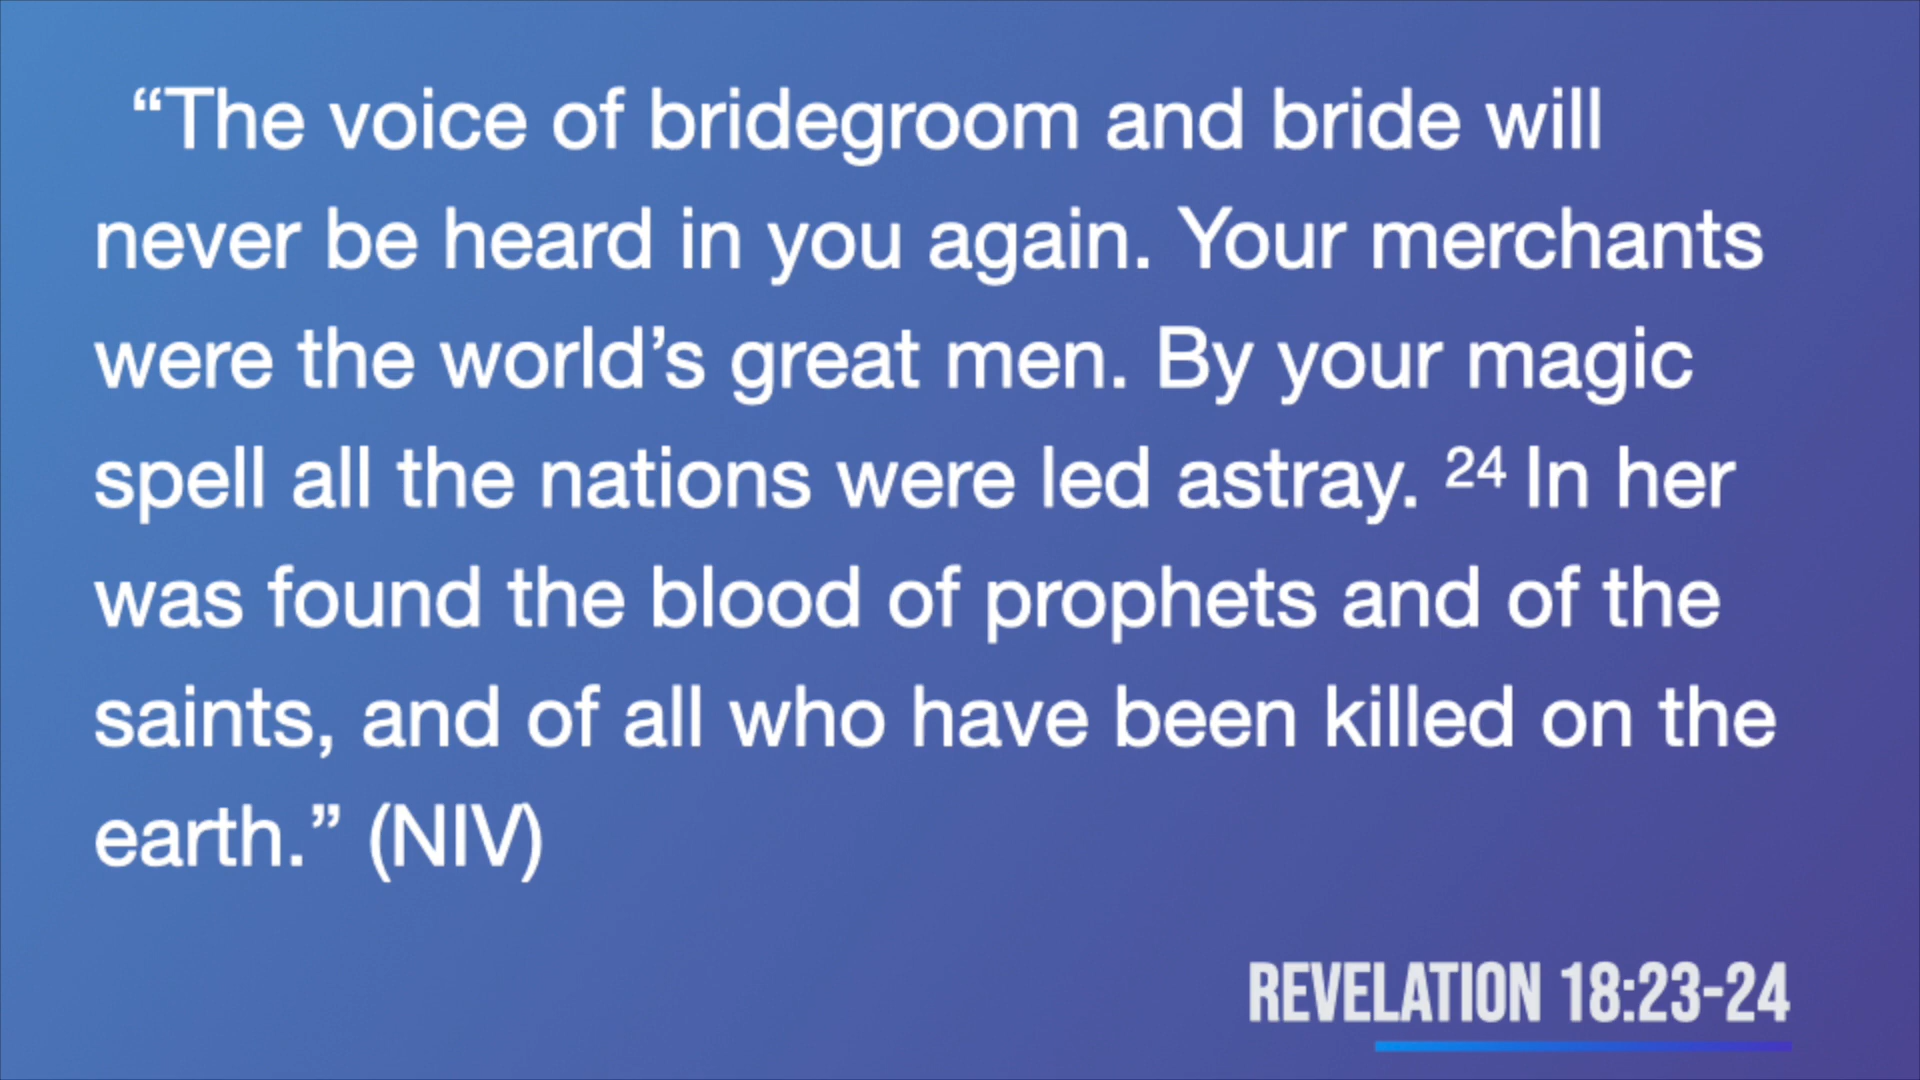 “The voice of bridegroom and bride will
never be heard in you again. Your merchants
were the world’s great men. By your magic
spell all the nations were led astray. 24 In her
was found the blood of prophets and of the
saints, and of all who have been killed on the
earth.” (NIV)
REVELATION 18:23-24